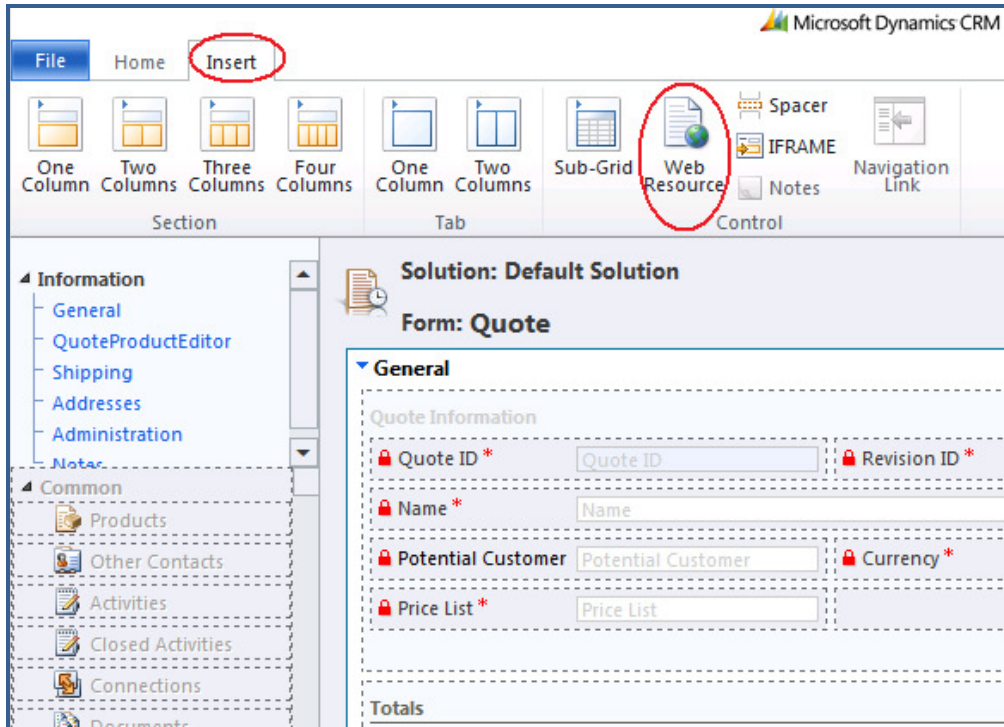 Microsoft Dynamics CRM
File Home Insert
One Column
Two Columns
Three Columns
Four Columns
Section
One Column
Two Columns
Tab
Sub-Grid
Web Resource
Spacer
IFRAME
Notes
Navigation Link
Control
Information
General
QuoteProductEditor
Shipping
Addresses
Administration
Notes
Common
Products
Other Contacts
Activities
Closed Activities
Connections
Documents
Solution: Default Solution
Form: Quote
General
Quote Information
Quote ID * Quote ID Revision ID *
Name * Name
Potential Customer Potential Customer Currency *
Price List * Price List
Totals